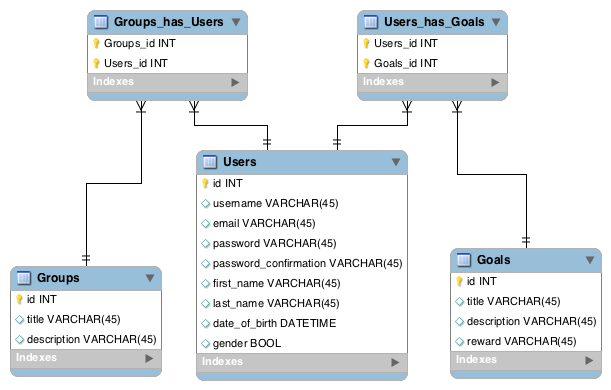 Groups_has_Users
Groups_id INT
Users_id INT
Indexes
Users_has_Goals
Users_id INT
Goals_id INT
Indexes
Users
id INT
username VARCHAR(45)
email VARCHAR(45)
password VARCHAR(45)
password_confirmation VARCHAR(45)
first_name VARCHAR(45)
last_name VARCHAR(45)
date_of_birth DATETIME
gender BOOL
Indexes
Groups
id INT
title VARCHAR(45)
description VARCHAR(45)
Indexes
Goals
id INT
title VARCHAR(45)
description VARCHAR(45)
reward VARCHAR(45)
Indexes